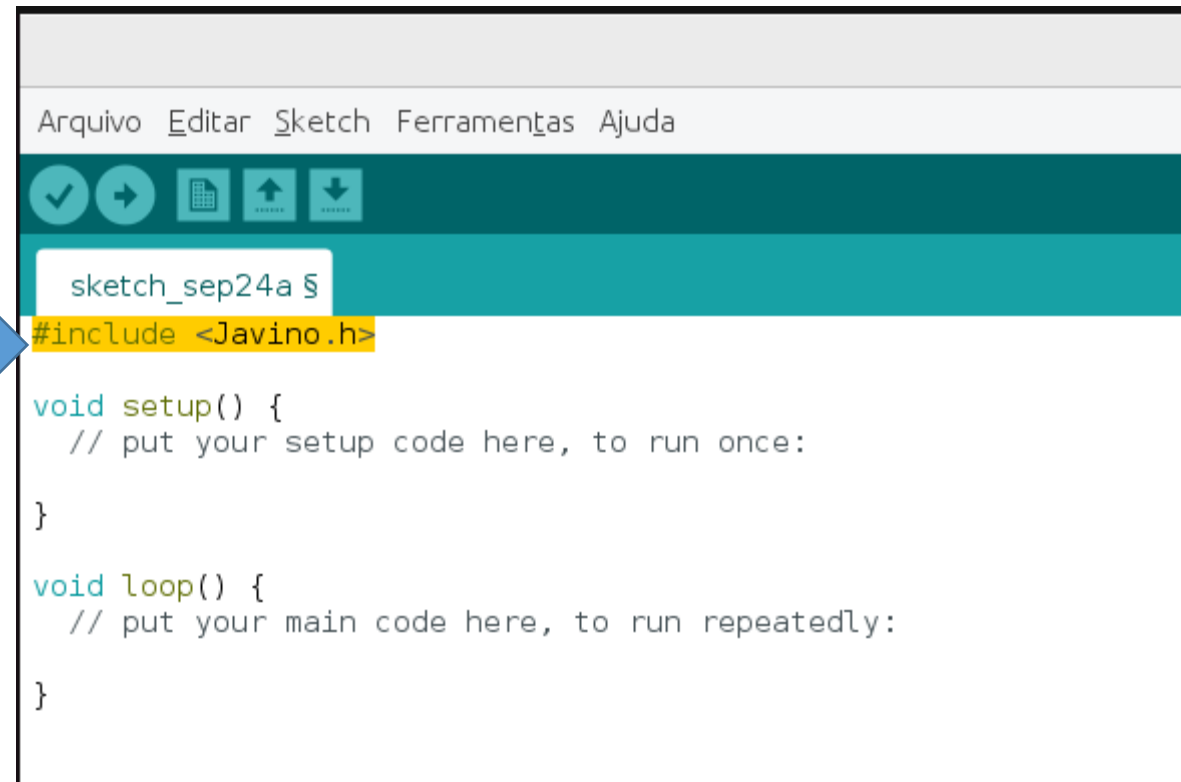 Arquivo Editar Sketch Ferramentas Ajuda
sketch_sep24a §
#include <Javino.h>
void setup() {
  // put your setup code here, to run once:
}
void loop() {
  // put your main code here, to run repeatedly:
}